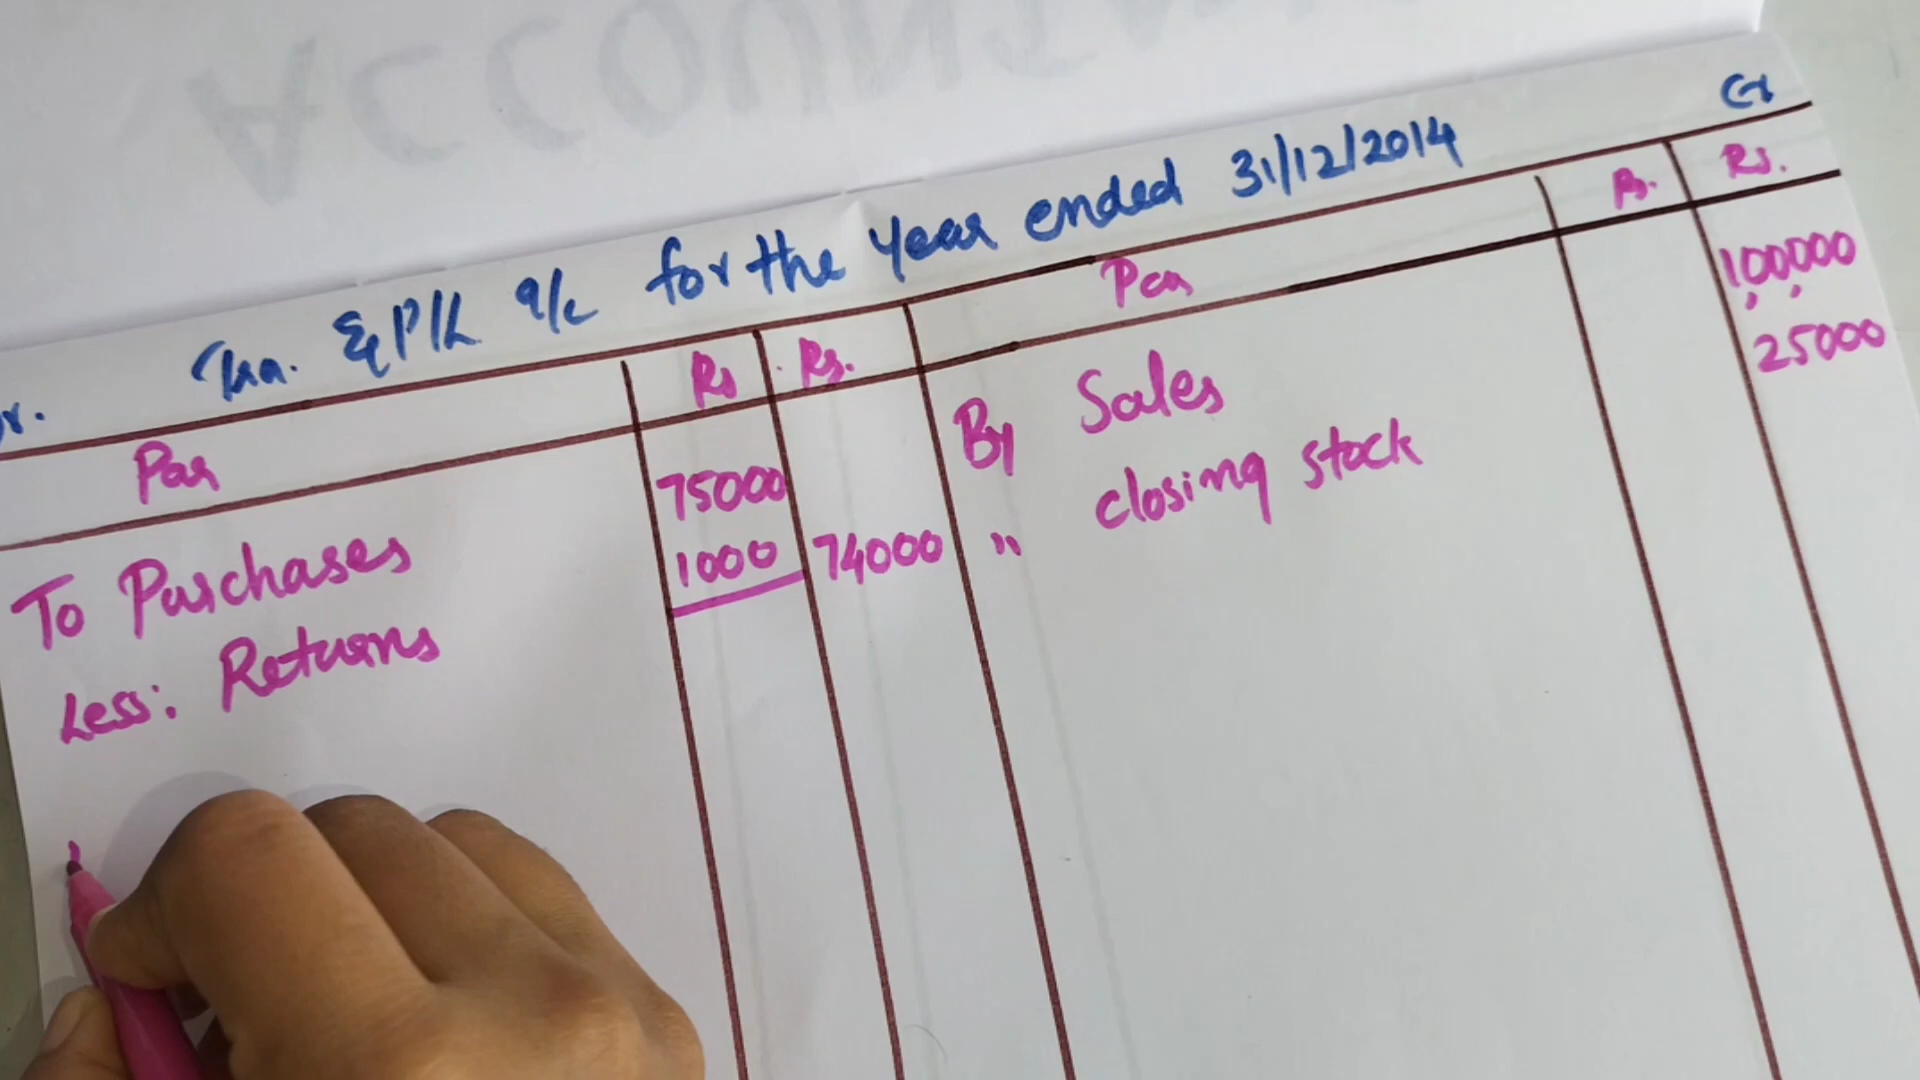 ACCOUNT
Cr
Tra. & P/L a/c for the year ended 31/12/2014
Par Rs Rs. Par Rs. Rs.
To Purchases 75000 By Sales 100000
Less: Returns 1000 74000 " closing stock 25000